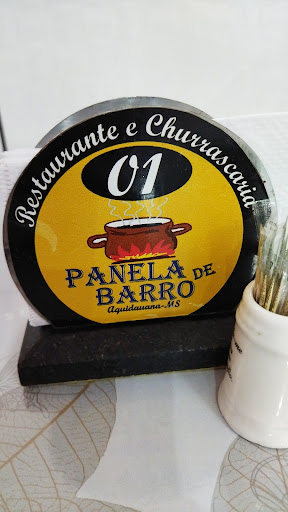 Restaurante e Churrascaria
01
PANELA DE
BARRO
Aquidauana-MS